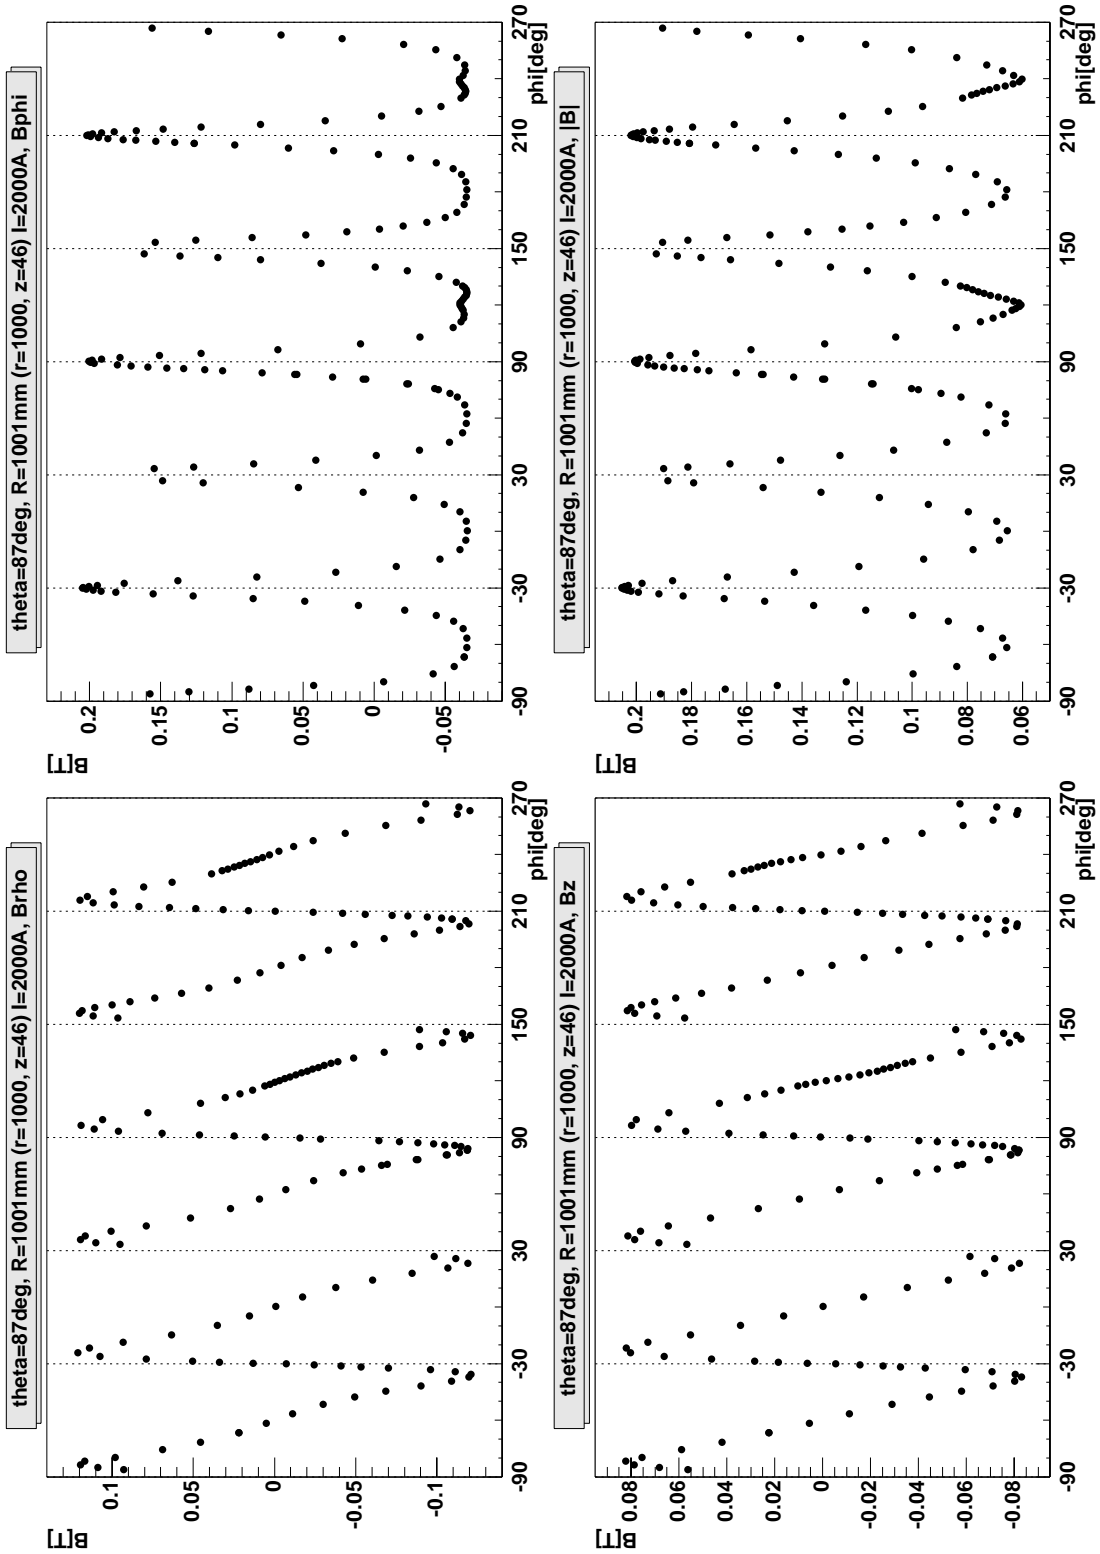 theta=87deg, R=1001mm (r=1000, z=46) I=2000A, Brho
B[T]
0.1
0.05
0
-0.05
-0.1
-90 -30 30 90 150 210 270
phi[deg]
theta=87deg, R=1001mm (r=1000, z=46) I=2000A, Bphi
B[T]
0.2
0.15
0.1
0.05
0
-0.05
-90 -30 30 90 150 210 270
phi[deg]
theta=87deg, R=1001mm (r=1000, z=46) I=2000A, Bz
B[T]
0.08
0.06
0.04
0.02
0
-0.02
-0.04
-0.06
-0.08
-90 -30 30 90 150 210 270
phi[deg]
theta=87deg, R=1001mm (r=1000, z=46) I=2000A, |B|
B[T]
0.2
0.18
0.16
0.14
0.12
0.1
0.08
0.06
-90 -30 30 90 150 210 270
phi[deg]